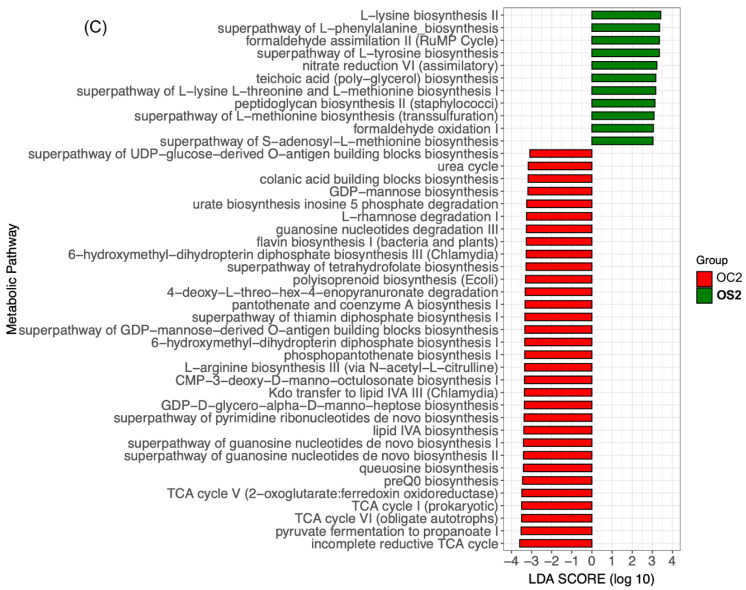 (C)
L-lysine biosynthesis II
superpathway of L-phenylalanine_biosynthesis
formaldehyde assimilation II (RuMP Cycle)
superpathway of L-tyrosine biosynthesis
nitrate reduction VI (assimilatory)
teichoic acid (poly-glycerol) biosynthesis
superpathway of L-lysine L-threonine and L-methionine biosynthesis I
peptidoglycan biosynthesis II (staphylococci)
superpathway of L-methionine biosynthesis (transsulfuration)
formaldehyde oxidation I
superpathway of S-adenosyl-L-methionine biosynthesis
superpathway of UDP-glucose-derived O-antigen building blocks biosynthesis
urea cycle
colanic acid building blocks biosynthesis
GDP-mannose biosynthesis
urate biosynthesis inosine 5 phosphate degradation
L-rhamnose degradation I
guanosine nucleotides degradation III
flavin biosynthesis I (bacteria and plants)
6-hydroxymethyl-dihydropterin diphosphate biosynthesis III (Chlamydia)
superpathway of tetrahydrofolate biosynthesis
polyisoprenoid biosynthesis (Ecoli)
4-deoxy-L-threo-hex-4-enopyranuronate degradation
pantothenate and coenzyme A biosynthesis I
superpathway of thiamin diphosphate biosynthesis I
superpathway of GDP-mannose-derived O-antigen building blocks biosynthesis
6-hydroxymethyl-dihydropterin diphosphate biosynthesis I
phosphopantothenate biosynthesis I
L-arginine biosynthesis III (via N-acetyl-L-citrulline)
CMP-3-deoxy-D-manno-octulosonate biosynthesis I
Kdo transfer to lipid IVA III (Chlamydia)
GDP-D-glycero-alpha-D-manno-heptose biosynthesis
superpathway of pyrimidine ribonucleotides de novo biosynthesis
lipid IVA biosynthesis
superpathway of guanosine nucleotides de novo biosynthesis I
superpathway of guanosine nucleotides de novo biosynthesis II
queuosine biosynthesis
preQ0 biosynthesis
TCA cycle V (2-oxoglutarate:ferredoxin oxidoreductase)
TCA cycle I (prokaryotic)
TCA cycle VI (obligate autotrophs)
pyruvate fermentation to propanoate I
incomplete reductive TCA cycle
Metabolic Pathway
-4 -3 -2 -1 0 1 2 3 4
LDA SCORE (log 10)
Group
OC2
OS2